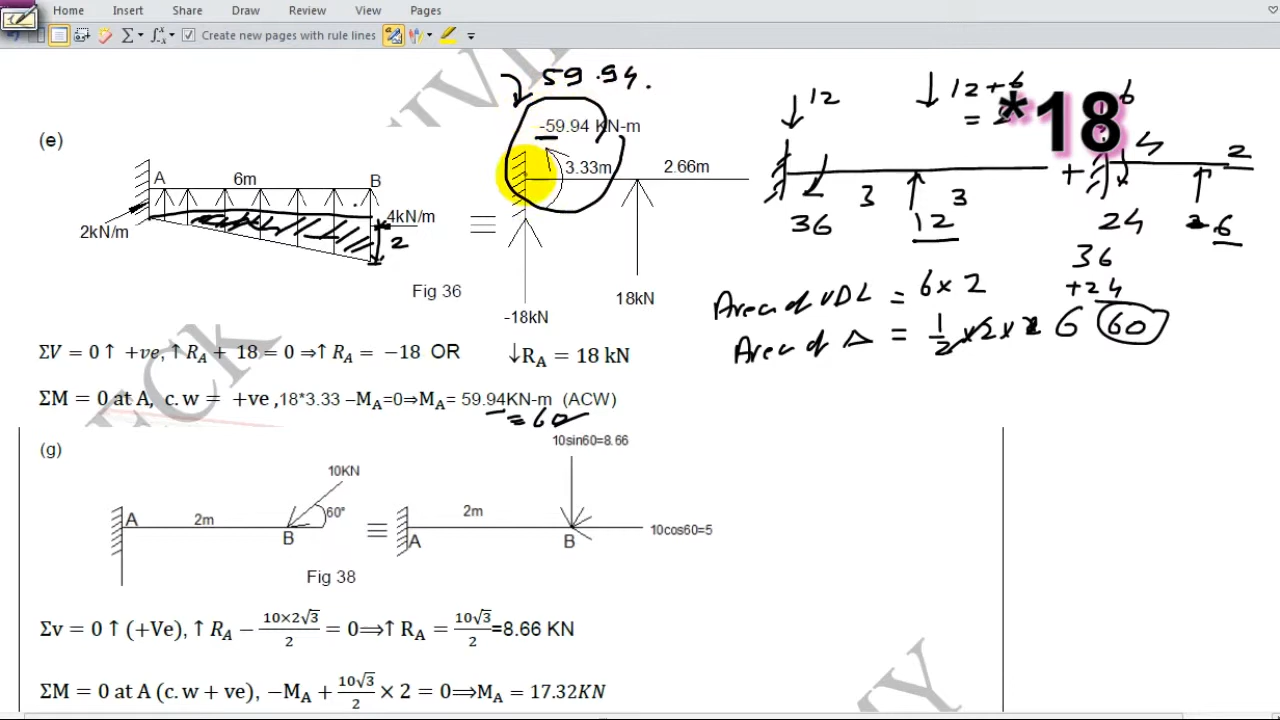 Home Insert Share Draw Review View Pages
Create new pages with rule lines
59.94.
12
12+6
*18
6
(e)
-59.94 KN-m
A 6m B
3.33m 2.66m
4kN/m
2kN/m
2
3 3
36 12
+
4 2
24 6
36
+24
60
Fig 36
18kN
-18kN
Area of UDL = 6×2
Area of Δ = 1/2 ×2× 6
ΣV = 0↑ +ve,↑ R_A + 18 = 0 ⇒↑ R_A = −18 OR ↓R_A = 18 kN
ΣM = 0 at A, c. w = +ve ,18*3.33 –M_A=0⇒M_A= 59.94KN-m (ACW)
= 60
(g)
10sin60=8.66
10KN
60°
A 2m B
2m
A B
10cos60=5
Fig 38
Σv = 0 ↑ (+Ve), ↑ R_A − 10×2√3/2 = 0⟹↑ R_A = 10√3/2=8.66 KN
ΣM = 0 at A (c. w + ve), −M_A + 10√3/2 × 2 = 0⟹M_A = 17.32KN